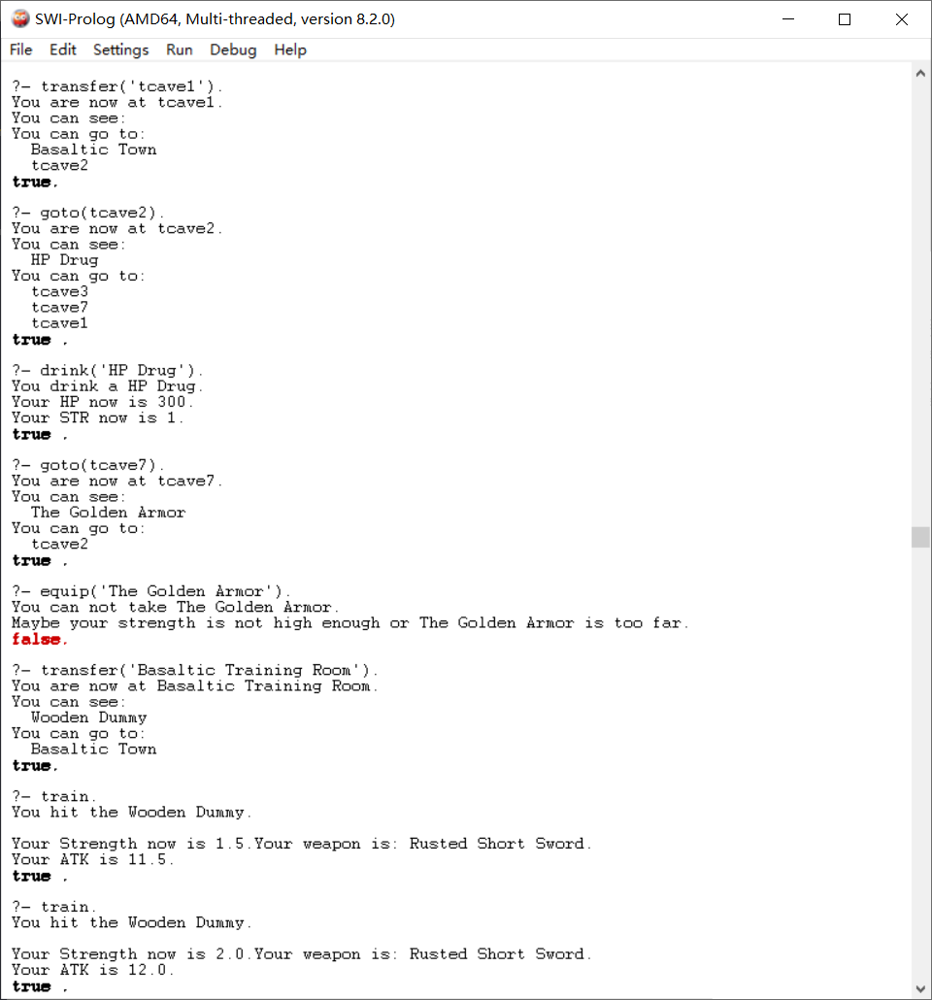 SWI-Prolog (AMD64, Multi-threaded, version 8.2.0)
File Edit Settings Run Debug Help
?- transfer('tcave1').
You are now at tcave1.
You can see:
You can go to:
  Basaltic Town
  tcave2
true.
?- goto(tcave2).
You are now at tcave2.
You can see:
  HP Drug
You can go to:
  tcave3
  tcave7
  tcave1
true .
?- drink('HP Drug').
You drink a HP Drug.
Your HP now is 300.
Your STR now is 1.
true .
?- goto(tcave7).
You are now at tcave7.
You can see:
  The Golden Armor
You can go to:
  tcave2
true .
?- equip('The Golden Armor').
You can not take The Golden Armor.
Maybe your strength is not high enough or The Golden Armor is too far.
false.
?- transfer('Basaltic Training Room').
You are now at Basaltic Training Room.
You can see:
  Wooden Dummy
You can go to:
  Basaltic Town
true.
?- train.
You hit the Wooden Dummy.
Your Strength now is 1.5.Your weapon is: Rusted Short Sword.
Your ATK is 11.5.
true .
?- train.
You hit the Wooden Dummy.
Your Strength now is 2.0.Your weapon is: Rusted Short Sword.
Your ATK is 12.0.
true .